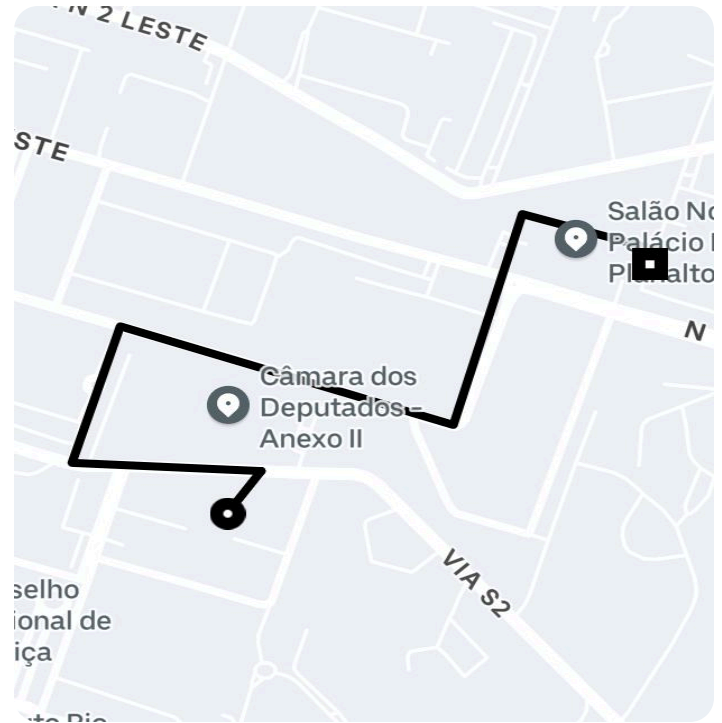 N 2 LESTE
STE
Salão No
Palácio
Planalto
N
Câmara dos
Deputados -
Anexo II
VIA S2
selho
ional de
iça